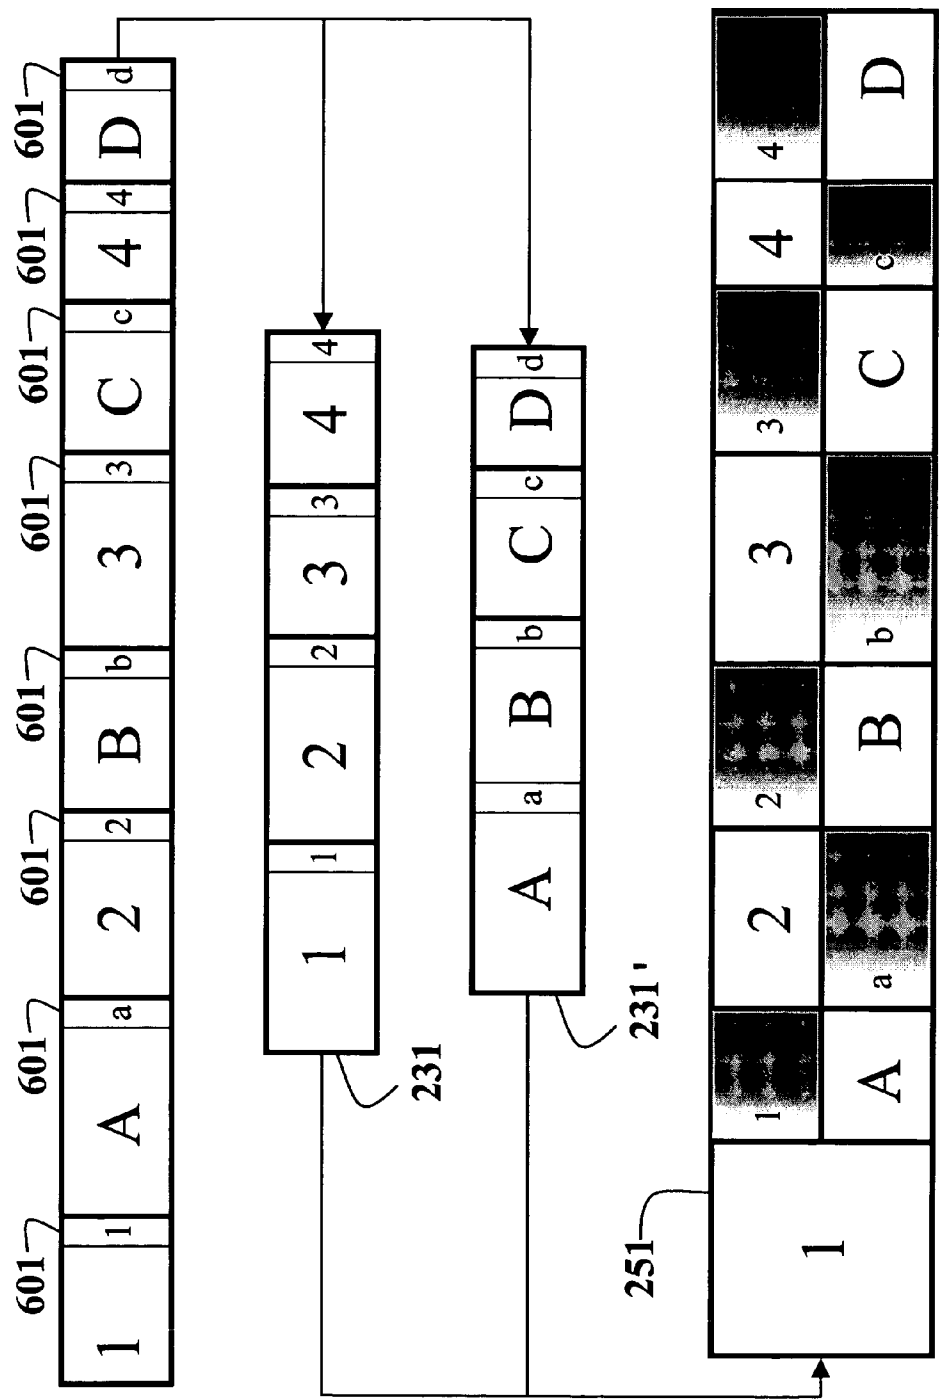 601 601 601 601 601 601 601 601
1 1 A a 2 2 B b 3 3 C c 4 4 D d
1 1 2 2 3 3 4 4
231
A a B b C c D d
231'
251
1 2 2 3 3 4 4
1
A a B b C c D